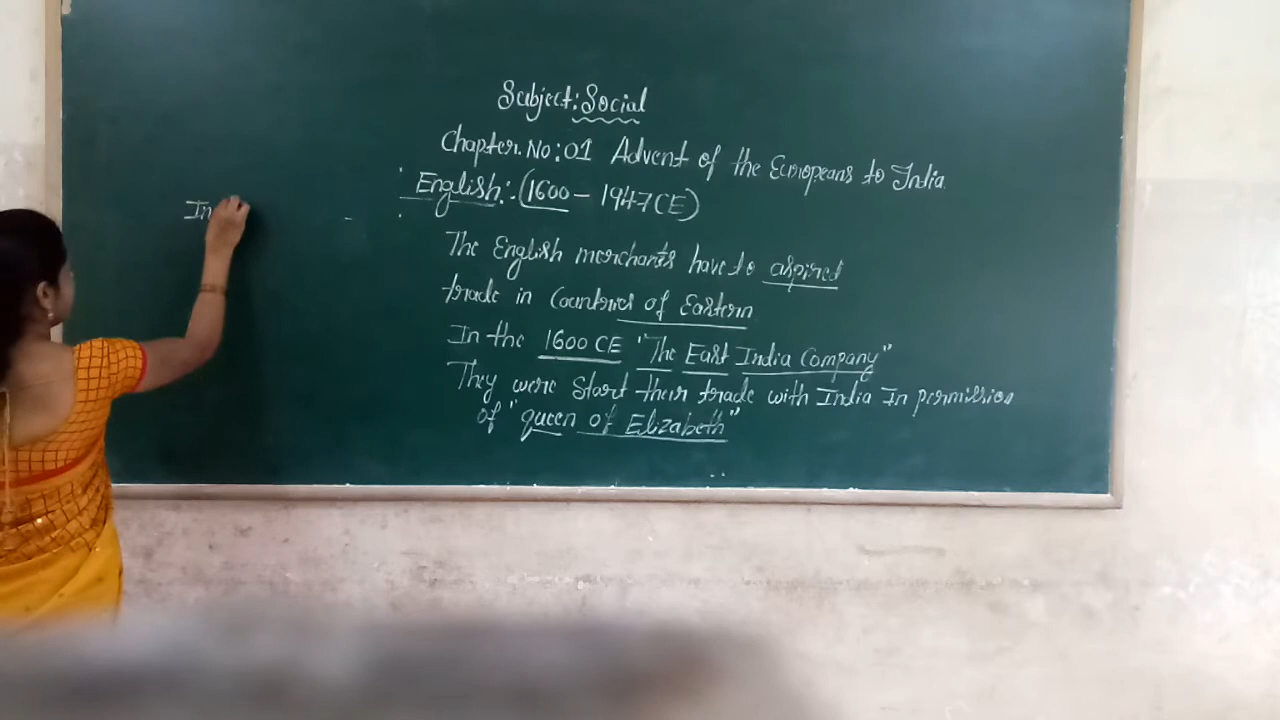 Subject: Social
Chapter. No: 01 Advent of the Europeans to India
English:- (1600 - 1947 CE)
The English merchants have to aspired
trade in Countries of Eastern
In the 1600 CE "The East India Company"
They were Start their trade with India In permission
of "queen of Elizabeth"
In